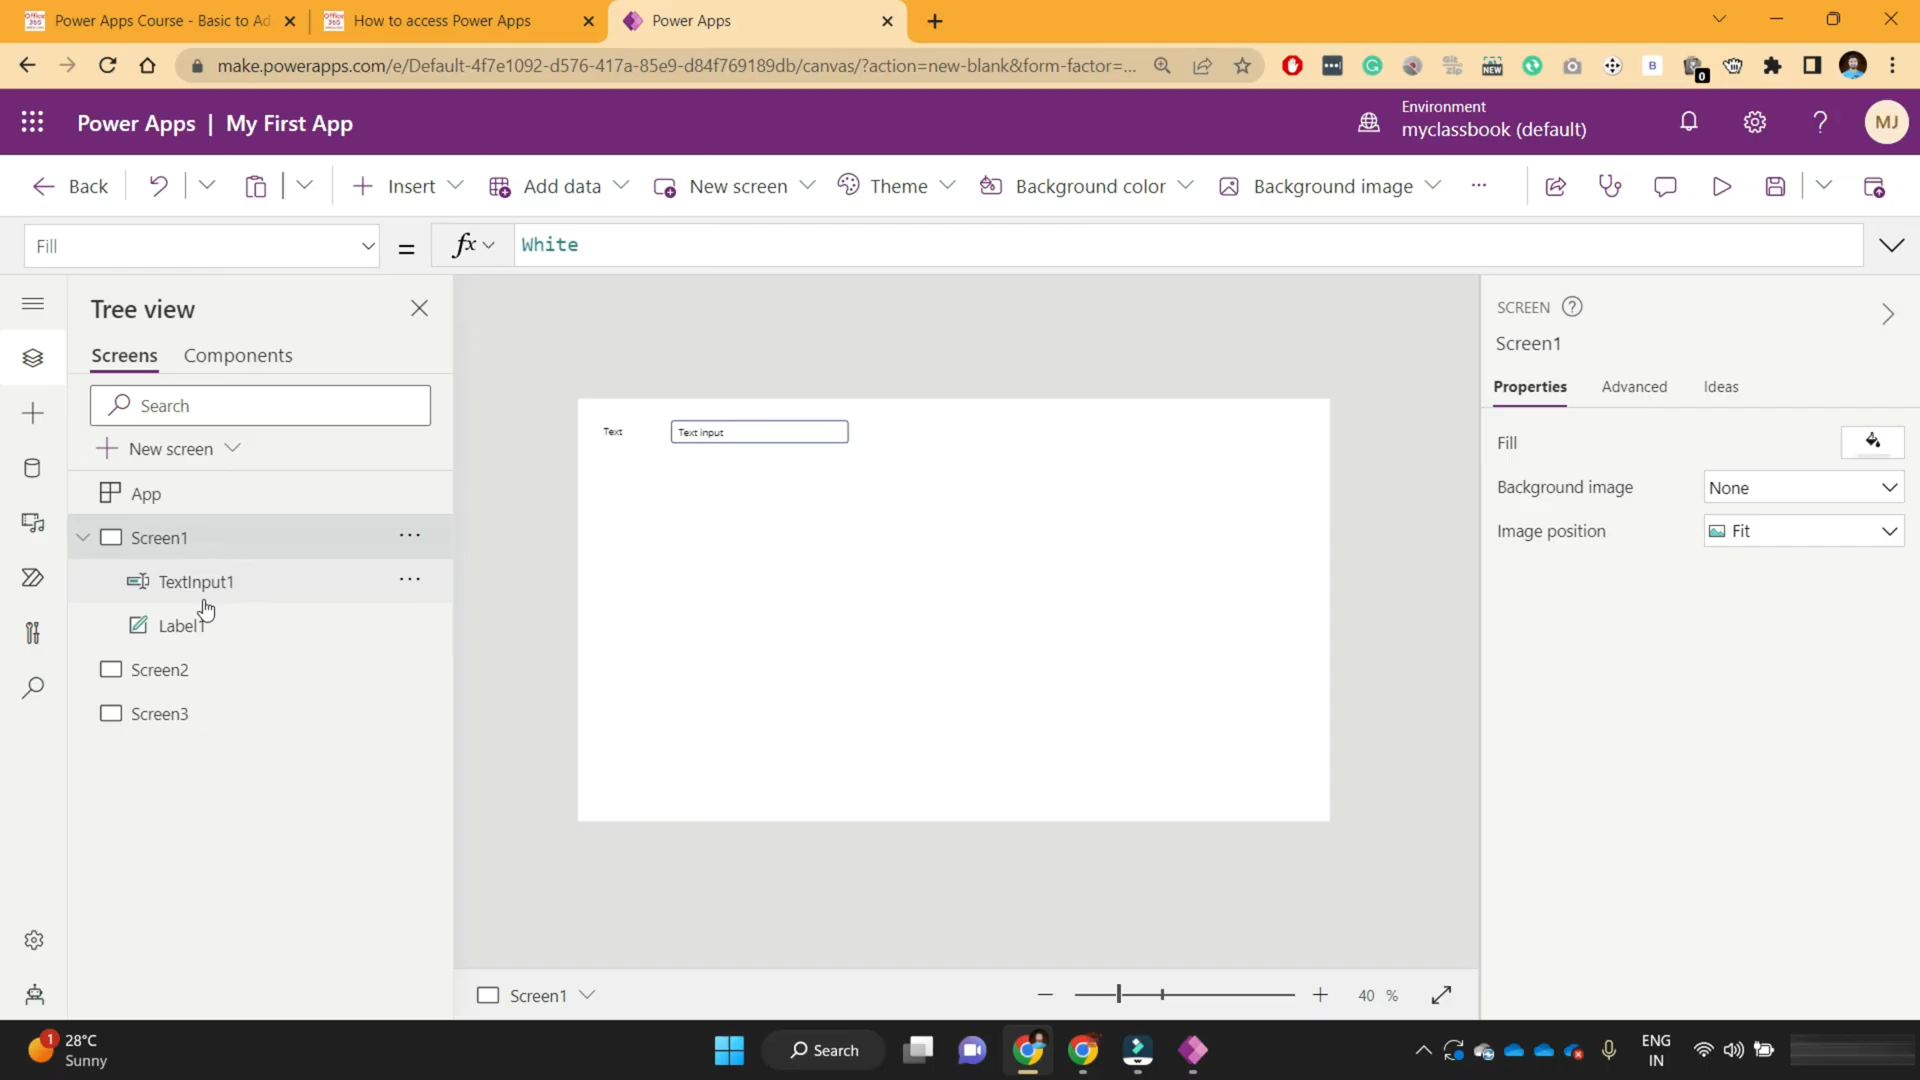 Power Apps Course - Basic to Ad
How to access Power Apps
Power Apps
make.powerapps.com/e/Default-4f7e1092-d576-417a-85e9-d84f769189db/canvas/?action=new-blank&form-factor=...
Power Apps | My First App
Environment
myclassbook (default)
MJ
Back
Insert
Add data
New screen
Theme
Background color
Background image
Fill
=
fx
White
Tree view
Screens
Components
Search
New screen
App
Screen1
TextInput1
Label1
Screen2
Screen3
Text
Text input
SCREEN
Screen1
Properties
Advanced
Ideas
Fill
Background image
None
Image position
Fit
Screen1
40 %
1
28°C
Sunny
Search
ENG
IN